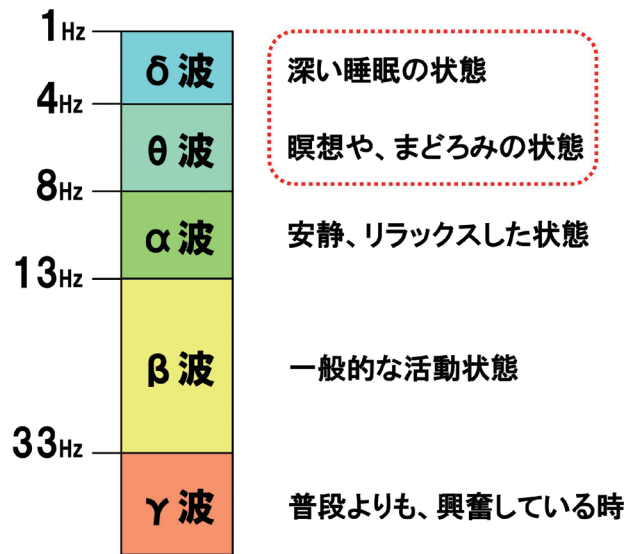 1Hz
δ波 深い睡眠の状態
4Hz
θ波 瞑想や、まどろみの状態
8Hz
α波 安静、リラックスした状態
13Hz
β波 一般的な活動状態
33Hz
γ波 普段よりも、興奮している時